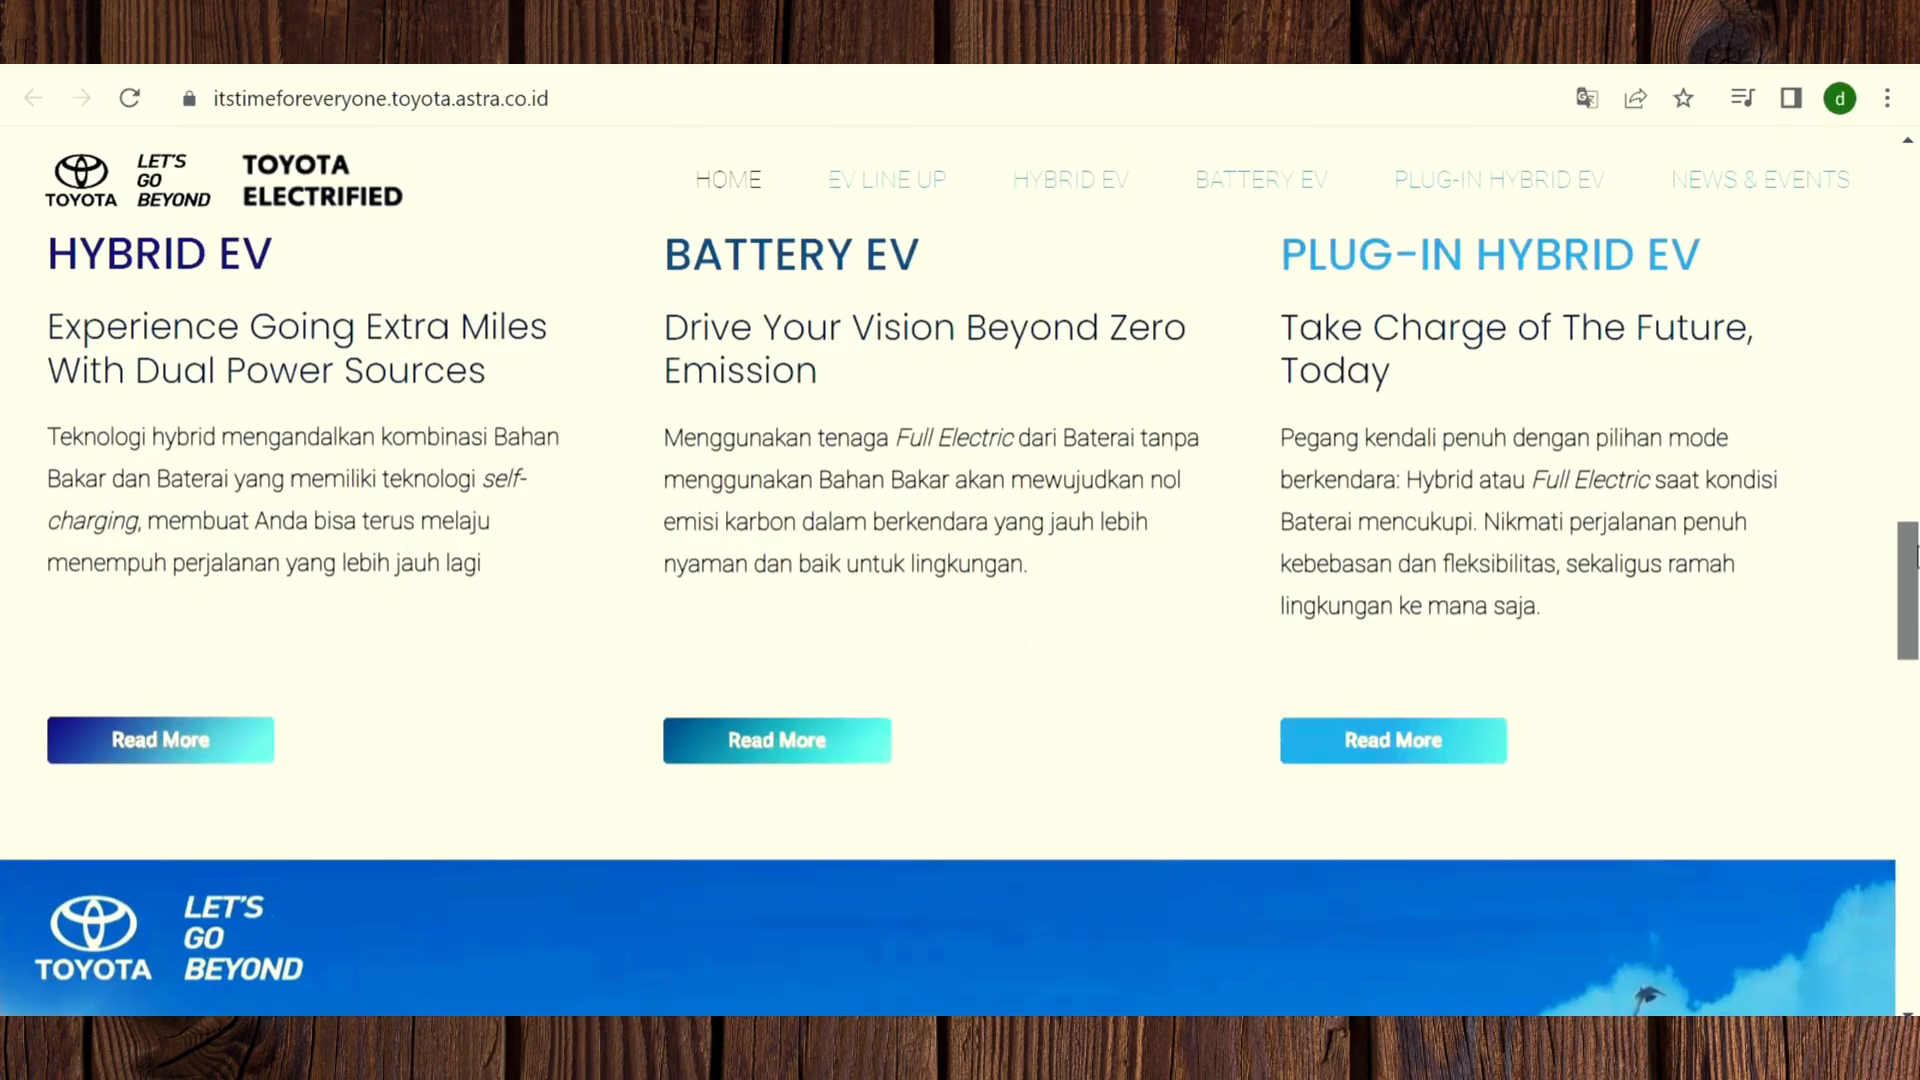 itstimeforeveryone.toyota.astra.co.id
d
TOYOTA
LET'S
GO
BEYOND
TOYOTA
ELECTRIFIED
HOME
EV LINE UP
HYBRID EV
BATTERY EV
PLUG-IN HYBRID EV
NEWS & EVENTS
HYBRID EV
Experience Going Extra Miles
With Dual Power Sources
Teknologi hybrid mengandalkan kombinasi Bahan
Bakar dan Baterai yang memiliki teknologi self-
charging, membuat Anda bisa terus melaju
menempuh perjalanan yang lebih jauh lagi
Read More
BATTERY EV
Drive Your Vision Beyond Zero
Emission
Menggunakan tenaga Full Electric dari Baterai tanpa
menggunakan Bahan Bakar akan mewujudkan nol
emisi karbon dalam berkendara yang jauh lebih
nyaman dan baik untuk lingkungan.
Read More
PLUG-IN HYBRID EV
Take Charge of The Future,
Today
Pegang kendali penuh dengan pilihan mode
berkendara: Hybrid atau Full Electric saat kondisi
Baterai mencukupi. Nikmati perjalanan penuh
kebebasan dan fleksibilitas, sekaligus ramah
lingkungan ke mana saja.
Read More
TOYOTA
LET'S
GO
BEYOND